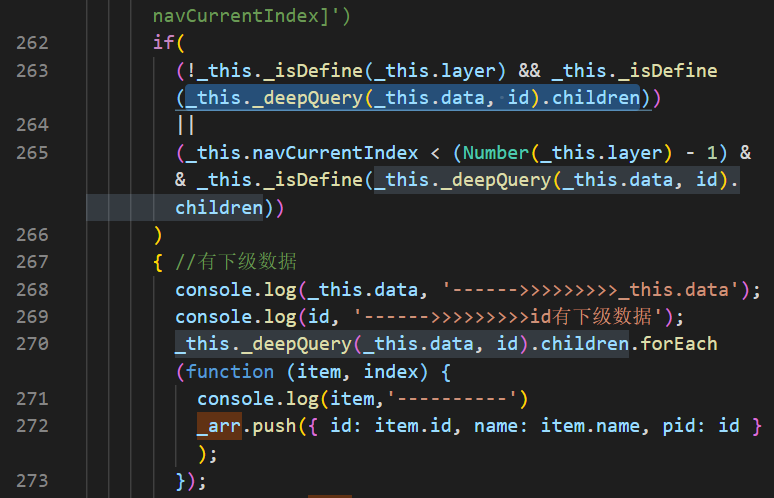 navCurrentIndex]')
262 if(
263 (!_this._isDefine(_this.layer) && _this._isDefine
(_this._deepQuery(_this.data, id).children))
264 ||
265 (_this.navCurrentIndex < (Number(_this.layer) - 1) &
& _this._isDefine(_this._deepQuery(_this.data, id).
children))
266 )
267 { //有下级数据
268 console.log(_this.data, '------>>>>>>>>>_this.data');
269 console.log(id, '------>>>>>>>>>id有下级数据');
270 _this._deepQuery(_this.data, id).children.forEach
(function (item, index) {
271 console.log(item,'----------')
272 _arr.push({ id: item.id, name: item.name, pid: id }
);
273 });